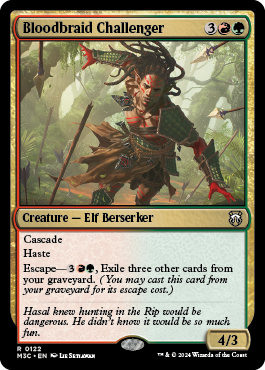 Bloodbraid Challenger 3
Creature — Elf Berserker
Cascade
Haste
Escape—3, Exile three other cards from
your graveyard. (You may cast this card
from your graveyard for its escape cost.)
Hasal knew hunting in the Rip would be
dangerous. He didn't know it would be so
much fun.
4/3
R 0122
M3C • EN LIE SETIAWAN
™ & © 2024 Wizards of the Coast